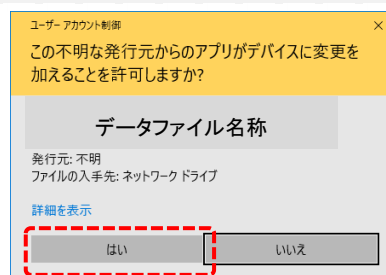 ユーザー アカウント制御
×
この不明な発行元からのアプリがデバイスに変更を
加えることを許可しますか?
データファイル名称
発行元: 不明
ファイルの入手先: ネットワーク ドライブ
詳細を表示
はい
いいえ